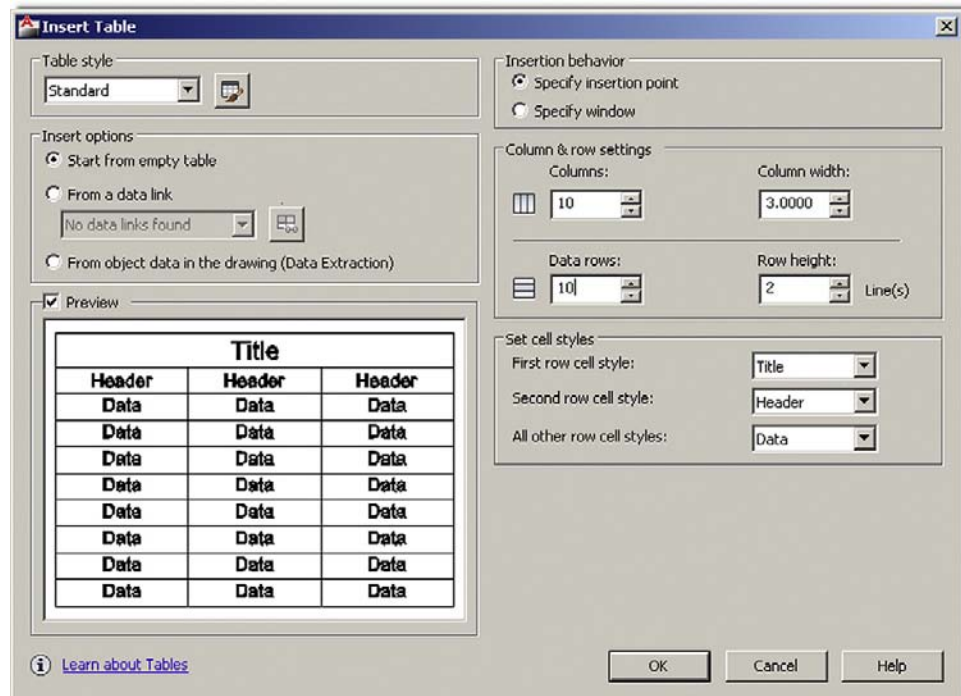 Insert Table
Table style
Standard
Insert options
Start from empty table
From a data link
No data links found
From object data in the drawing (Data Extraction)
Preview
Title
Header Header Header
Data Data Data
Data Data Data
Data Data Data
Data Data Data
Data Data Data
Data Data Data
Data Data Data
Data Data Data
Insertion behavior
Specify insertion point
Specify window
Column & row settings
Columns: Column width:
10 3.0000
Data rows: Row height:
10 2 Line(s)
Set cell styles
First row cell style: Title
Second row cell style: Header
All other row cell styles: Data
Learn about Tables
OK Cancel Help